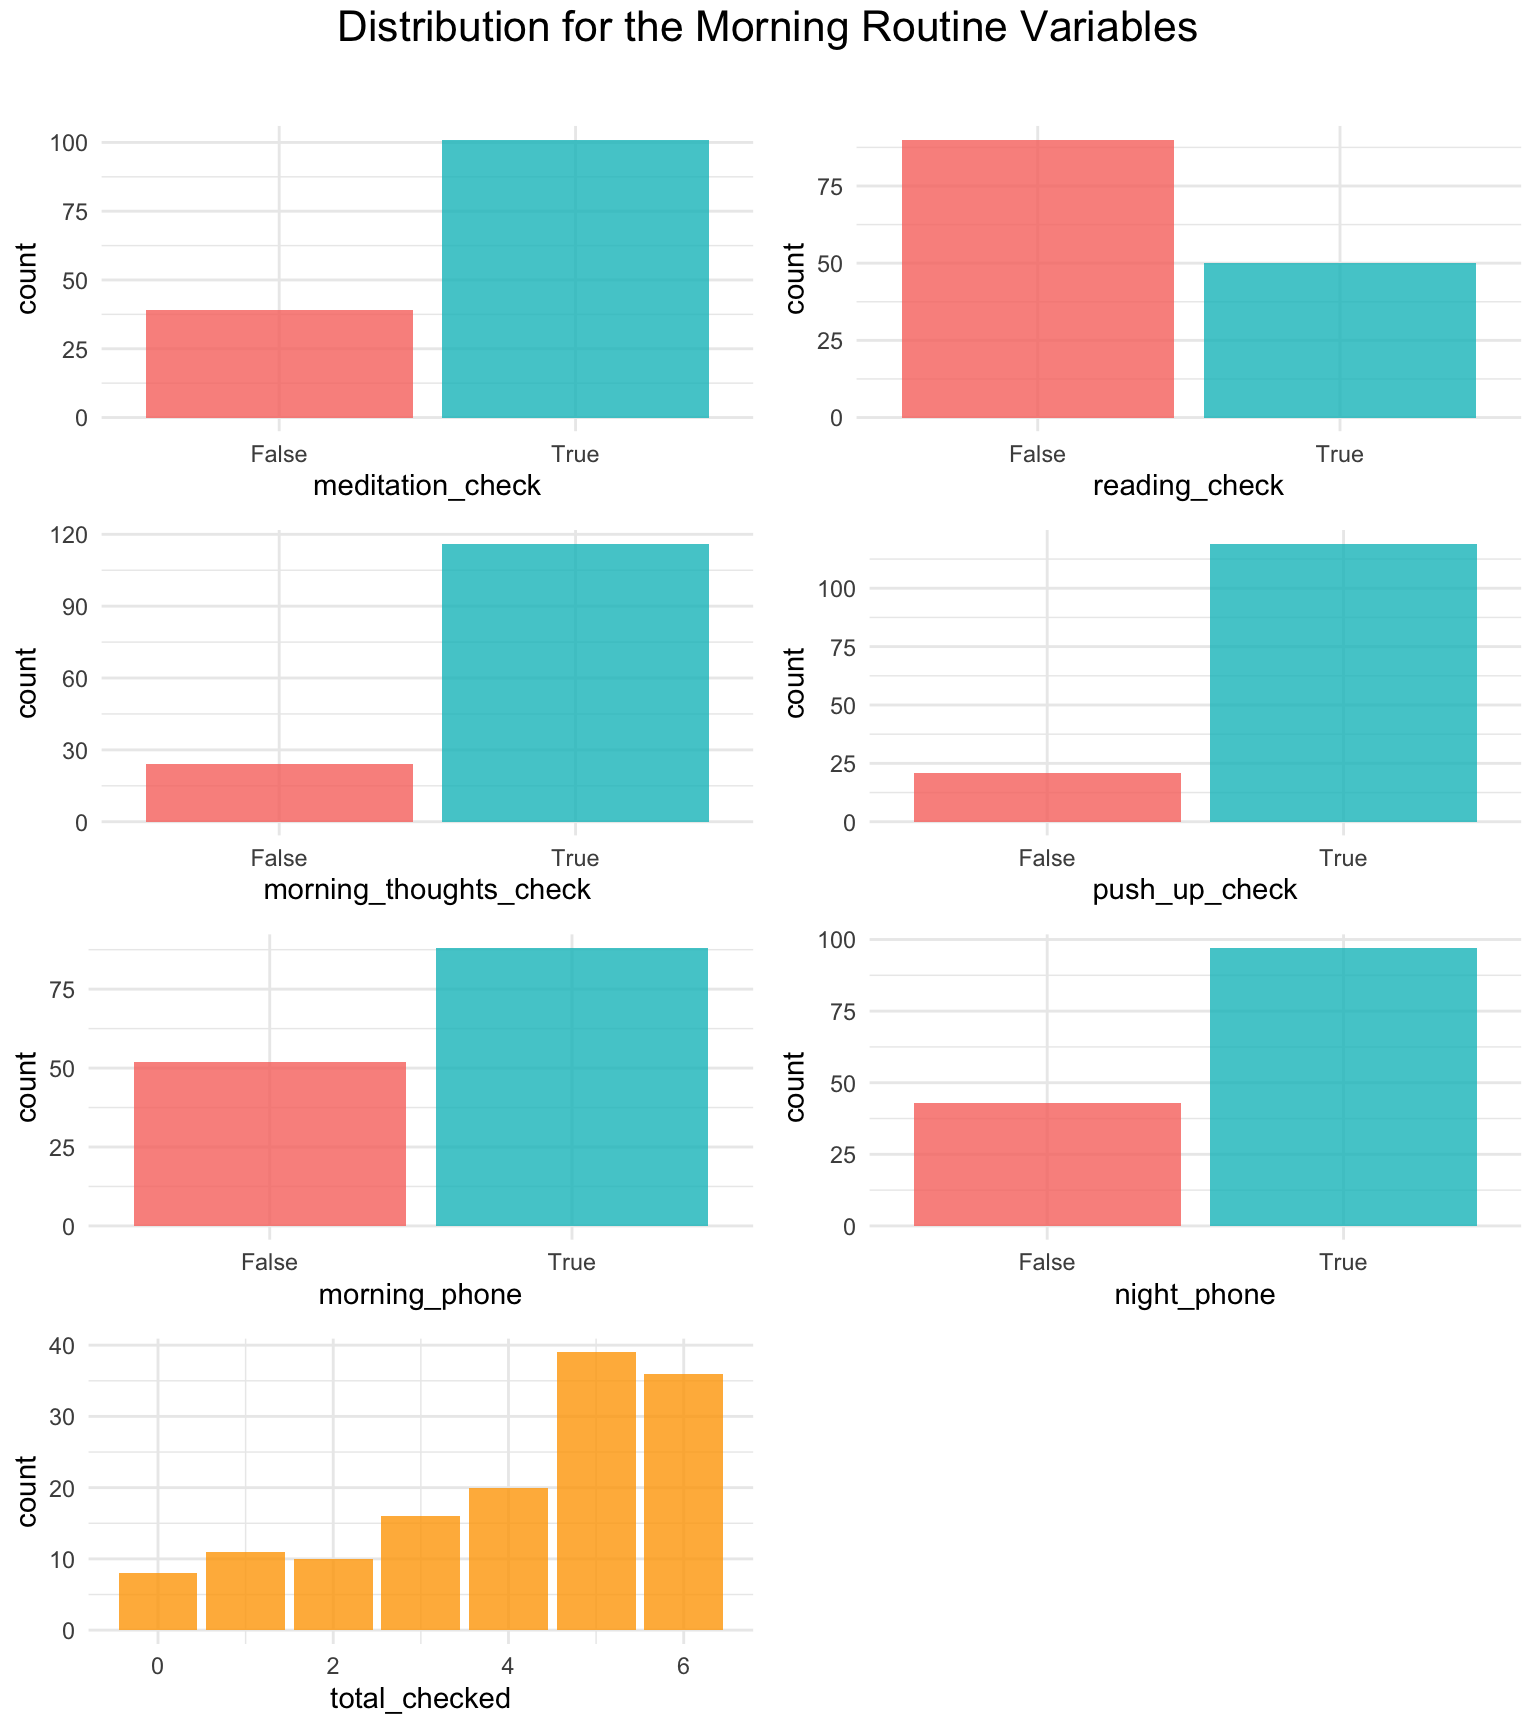 Distribution for the Morning Routine Variables
100
75
50
25
0
count
False True
meditation_check
75
50
25
0
count
False True
reading_check
120
90
60
30
0
count
False True
morning_thoughts_check
100
75
50
25
0
count
False True
push_up_check
75
50
25
0
count
False True
morning_phone
100
75
50
25
0
count
False True
night_phone
40
30
20
10
0
count
0 2 4 6
total_checked